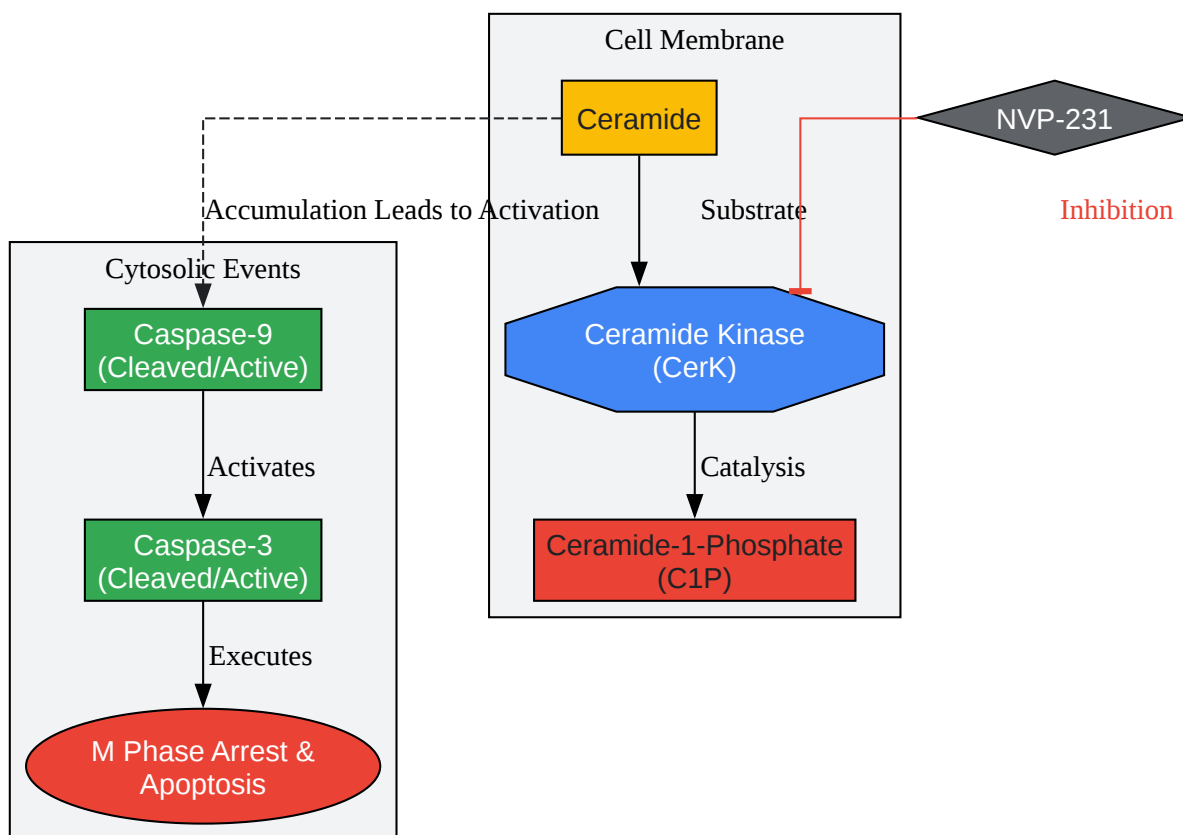 Cell Membrane
Ceramide
NVP-231
Accumulation Leads to Activation
Substrate
Inhibition
Cytosolic Events
Caspase-9
(Cleaved/Active)
Ceramide Kinase
(CerK)
Activates
Catalysis
Caspase-3
(Cleaved/Active)
Ceramide-1-Phosphate
(C1P)
Executes
M Phase Arrest &
Apoptosis